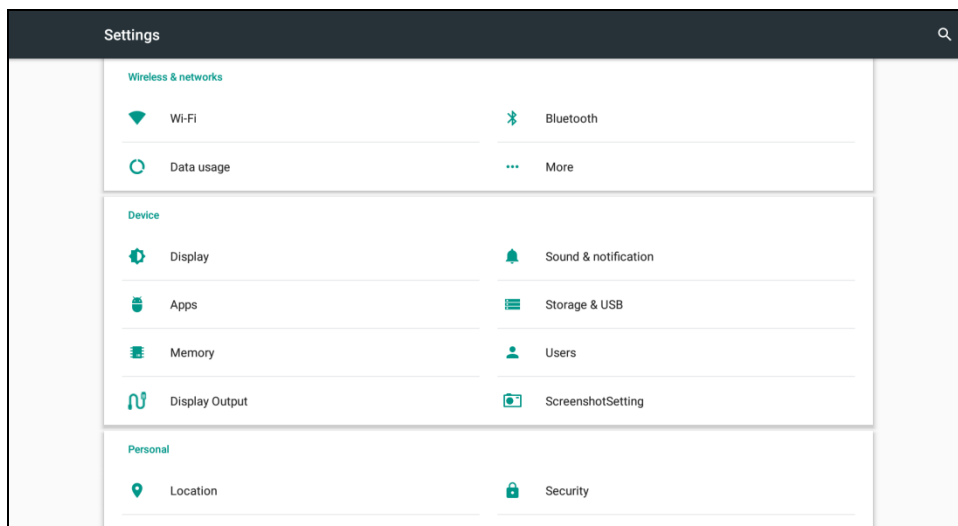 Settings
Wireless & networks
Wi-Fi
Bluetooth
Data usage
More
Device
Display
Sound & notification
Apps
Storage & USB
Memory
Users
Display Output
ScreenshotSetting
Personal
Location
Security